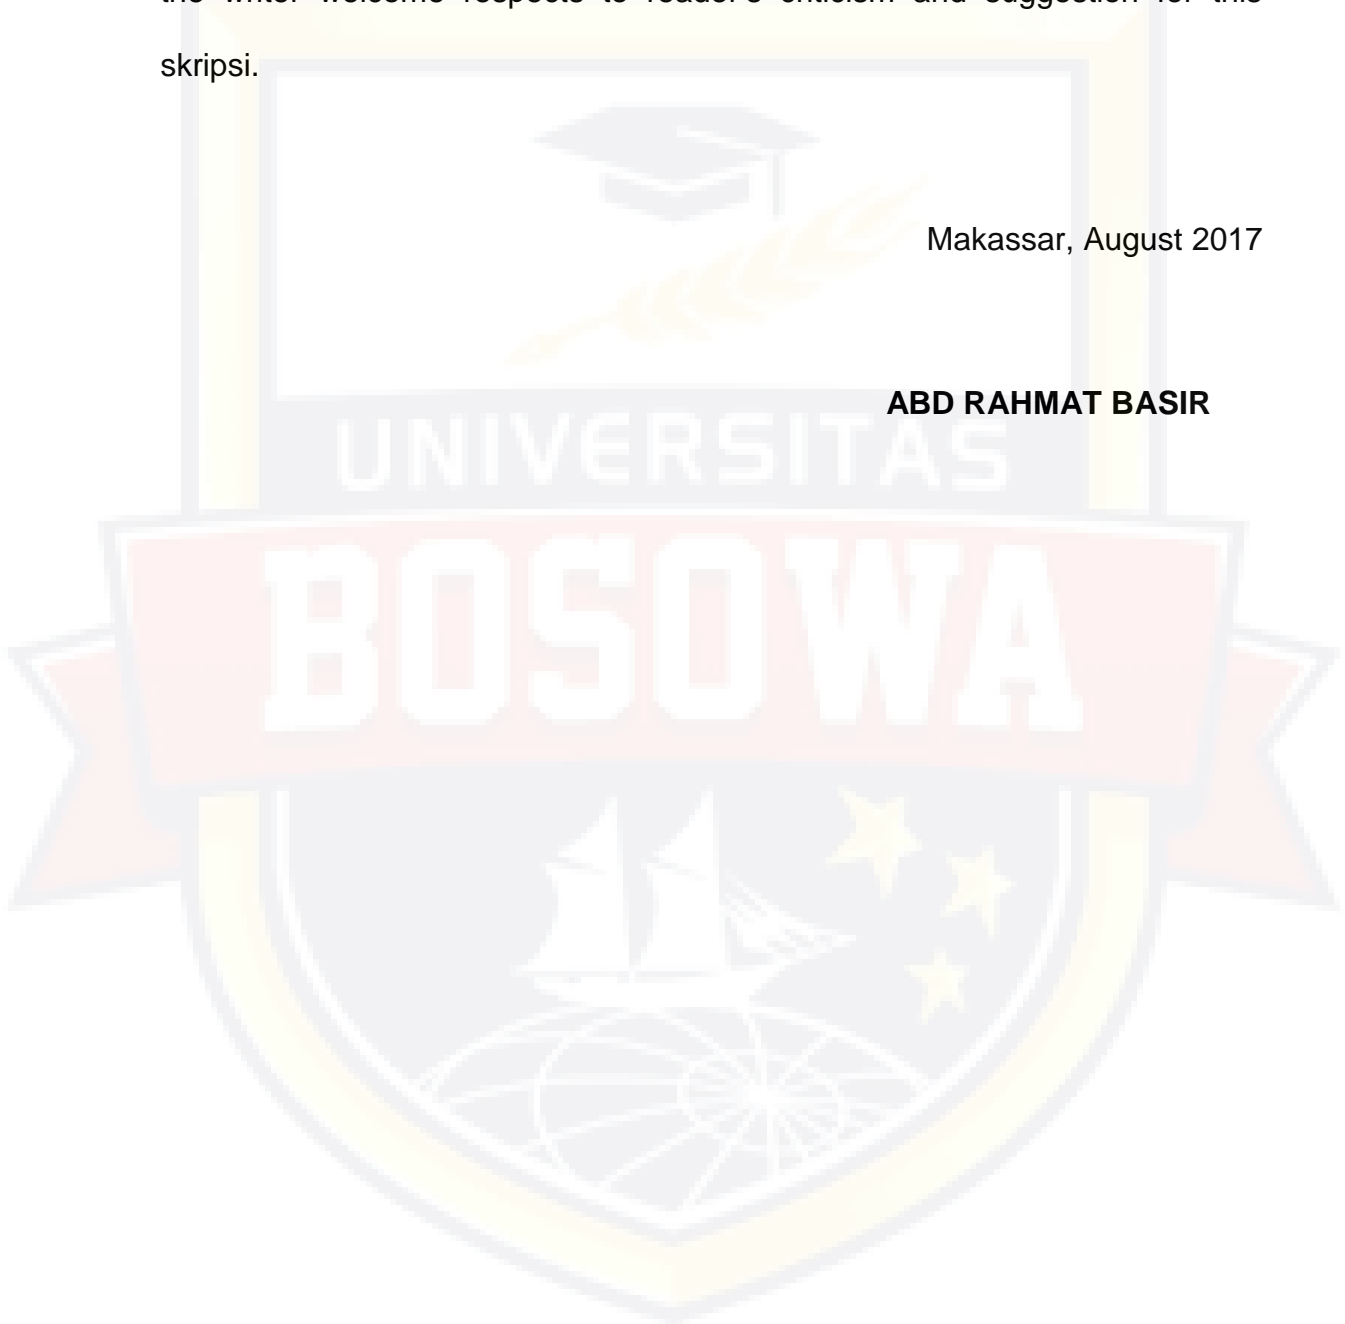 the writer welcome respects to reader's criticism and suggestion for this
skripsi.
Makassar, August 2017
ABD RAHMAT BASIR
UNIVERSITAS
BOSOWA